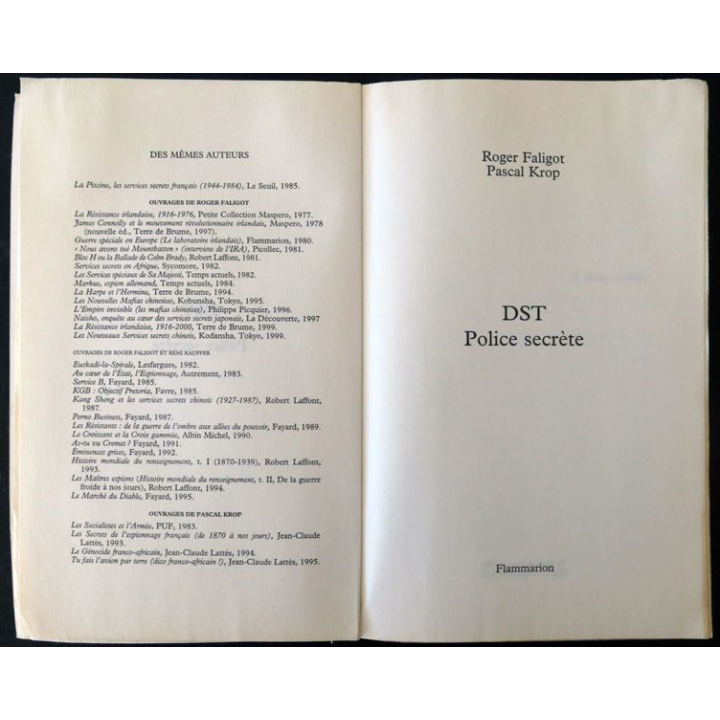 DES MÊMES AUTEURS
La Piscine, les services secrets français (1944-1984), Le Seuil, 1985.
OUVRAGES DE ROGER FALIGOT
La Résistance irlandaise, 1916-1976, Petite Collection Maspero, 1977.
James Connolly et le mouvement révolutionnaire irlandais, Maspero, 1978
(nouvelle éd., Terre de Brume, 1997).
Guerre spéciale en Europe (Le laboratoire irlandais), Flammarion, 1980.
« Nous avons tué Mountbatten » (interview de l'IRA), Picollec, 1981.
Bloc H ou la Ballade de Colm Brady, Robert Laffont, 1981.
Services secrets en Afrique, Sycomore, 1982.
Les Services spéciaux de Sa Majesté, Temps actuels, 1982.
Markus, espion allemand, Temps actuels, 1984.
La Harpe et l'Hermine, Terre de Brume, 1994.
Les Nouvelles Mafias chinoises, Kobunsha, Tokyo, 1995.
L'Empire invisible (les mafias chinoises), Philippe Picquier, 1996.
Naisho, enquête au cœur des services secrets japonais, La Découverte, 1997
La Résistance irlandaise, 1916-2000, Terre de Brume, 1999.
Les Nouveaux Services secrets chinois, Kodansha, Tokyo, 1999.
OUVRAGES DE ROGER FALIGOT ET RÉMI KAUFFER
Euskadi-la-Spirale, Lesfargues, 1982.
Au cœur de l'État, l'Espionnage, Autrement, 1983.
Service B, Fayard, 1985.
KGB : Objectif Pretoria, Favre, 1985.
Kang Sheng et les services secrets chinois (1927-1987), Robert Laffont,
1987.
Porno Business, Fayard, 1987.
Les Résistants : de la guerre de l'ombre aux allées du pouvoir, Fayard, 1989.
Le Croissant et la Croix gammée, Albin Michel, 1990.
As-tu vu Cremet ? Fayard, 1991.
Éminences grises, Fayard, 1992.
Histoire mondiale du renseignement, t. I (1870-1939), Robert Laffont,
1993.
Les Maîtres espions (Histoire mondiale du renseignement, t. II, De la guerre
froide à nos jours), Robert Laffont, 1994.
Le Marché du Diable, Fayard, 1995.
OUVRAGES DE PASCAL KROP
Les Socialistes et l'Armée, PUF, 1983.
Les Secrets de l'espionnage français (de 1870 à nos jours), Jean-Claude
Lattès, 1993.
Le Génocide franco-africain, Jean-Claude Lattès, 1994.
Tu fais l'avion par terre (dico franco-africain !), Jean-Claude Lattès, 1995.
Roger Faligot
Pascal Krop
DST
Police secrète
Flammarion